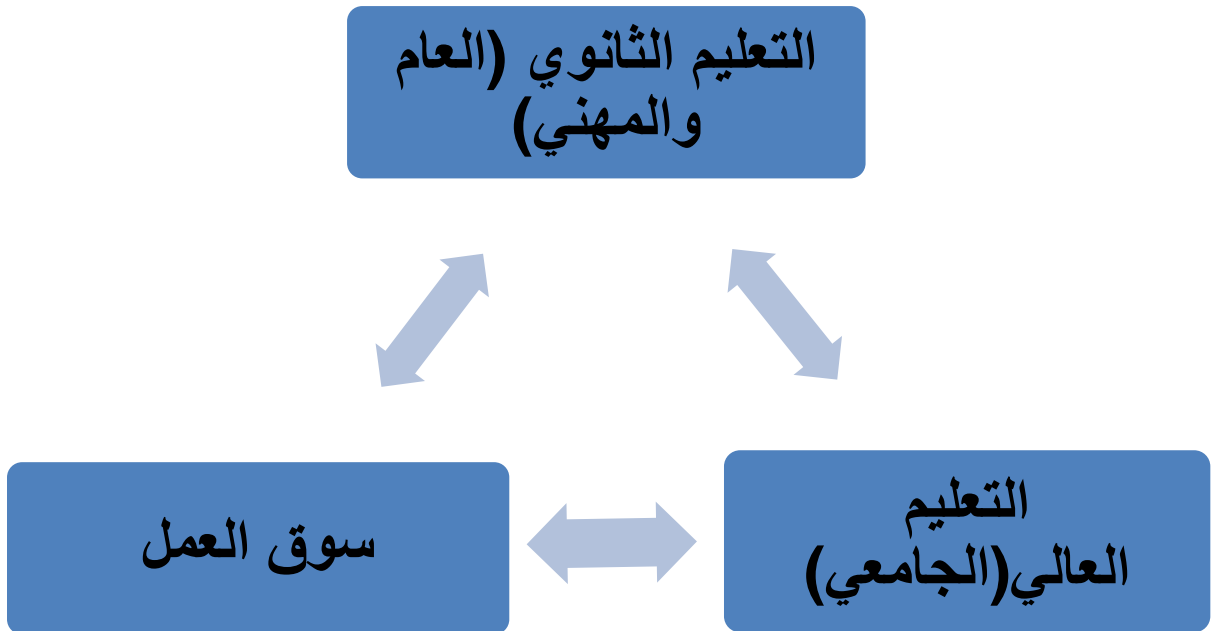 التعليم الثانوي (العام
والمهني)
التعليم
العالي(الجامعي)
سوق العمل